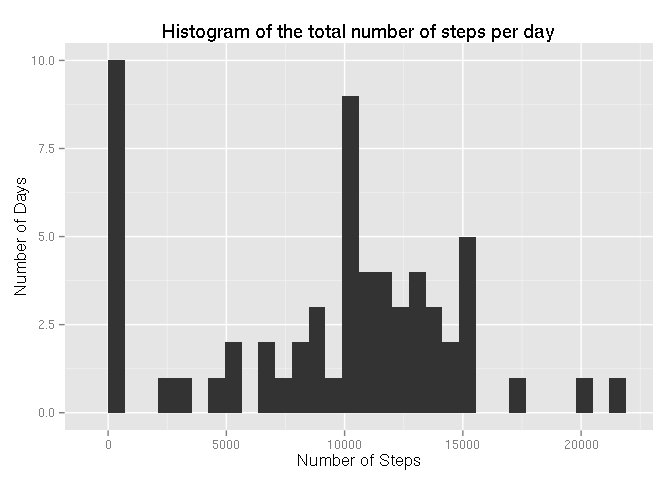 Histogram of the total number of steps per day
10.0
7.5
5.0
2.5
0.0
Number of Days
0 5000 10000 15000 20000
Number of Steps